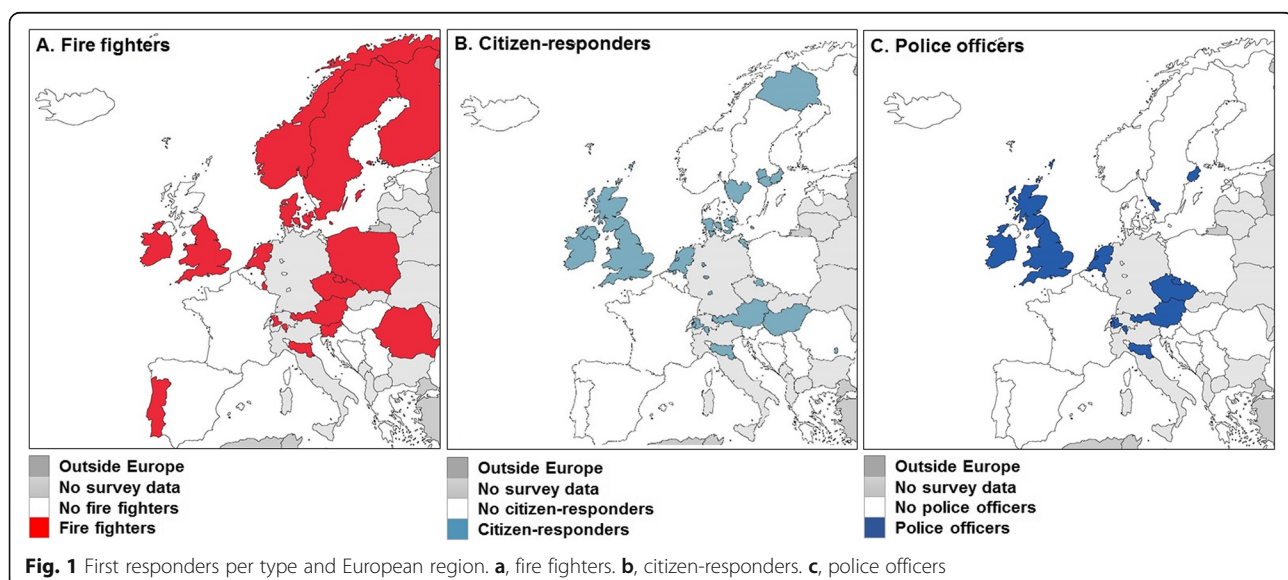 A. Fire fighters
B. Citizen-responders
C. Police officers
Outside Europe
No survey data
No fire fighters
Fire fighters
Outside Europe
No survey data
No citizen-responders
Citizen-responders
Outside Europe
No survey data
No police officers
Police officers
Fig. 1 First responders per type and European region. a, fire fighters. b, citizen-responders. c, police officers